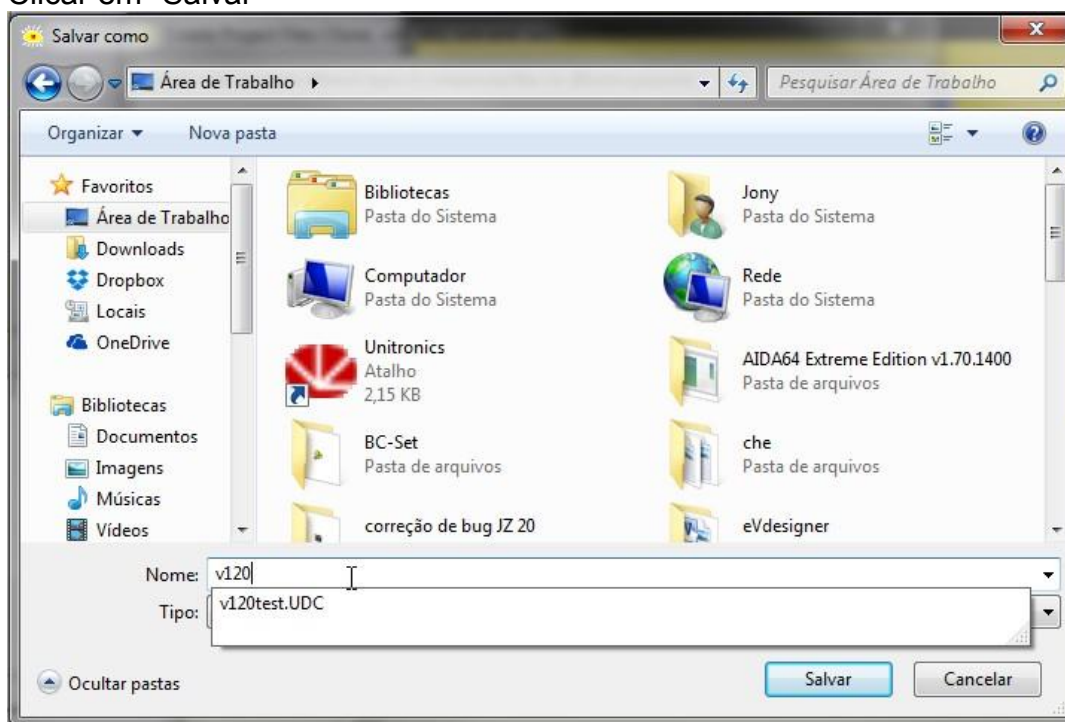 Clicar em "Salvar"
Salvar como
Área de Trabalho
Pesquisar Área de Trabalho
Organizar
Nova pasta
Favoritos
Área de Trabalho
Downloads
Dropbox
Locais
OneDrive
Bibliotecas
Documentos
Imagens
Músicas
Vídeos
Bibliotecas
Pasta do Sistema
Jony
Pasta do Sistema
Computador
Pasta do Sistema
Rede
Pasta do Sistema
Unitronics
Atalho
2,15 KB
AIDA64 Extreme Edition v1.70.1400
Pasta de arquivos
BC-Set
Pasta de arquivos
che
Pasta de arquivos
correção de bug JZ 20
eVdesigner
Nome: v120
v120test.UDC
Tipo:
Ocultar pastas
Salvar
Cancelar